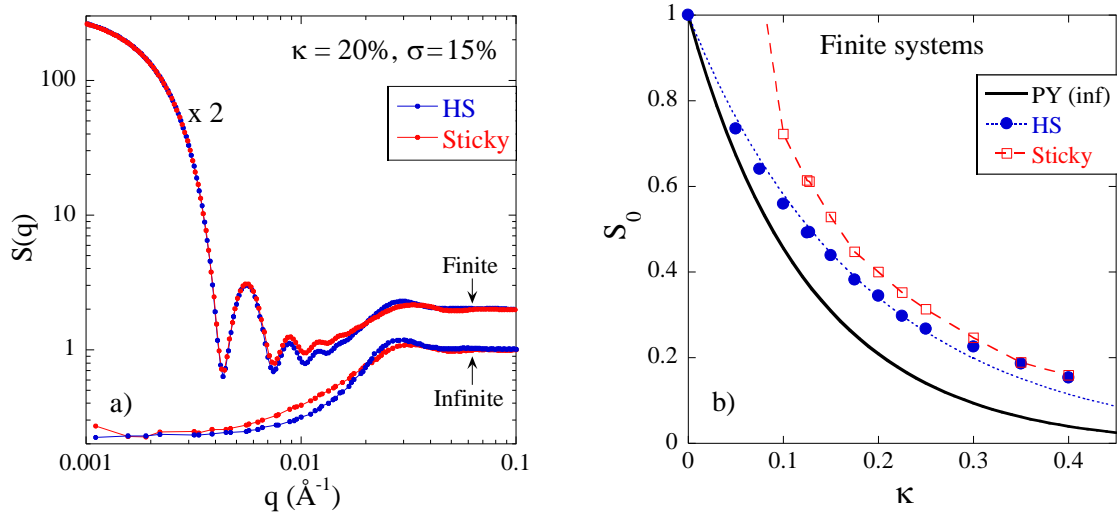 κ = 20%, σ=15%
x 2
HS
Sticky
Finite
Infinite
a)
S(q)
100
10
1
0.001
0.01
0.1
q (Å⁻¹)
Finite systems
PY (inf)
HS
Sticky
b)
S₀
1
0.8
0.6
0.4
0.2
0
0
0.1
0.2
0.3
0.4
κ